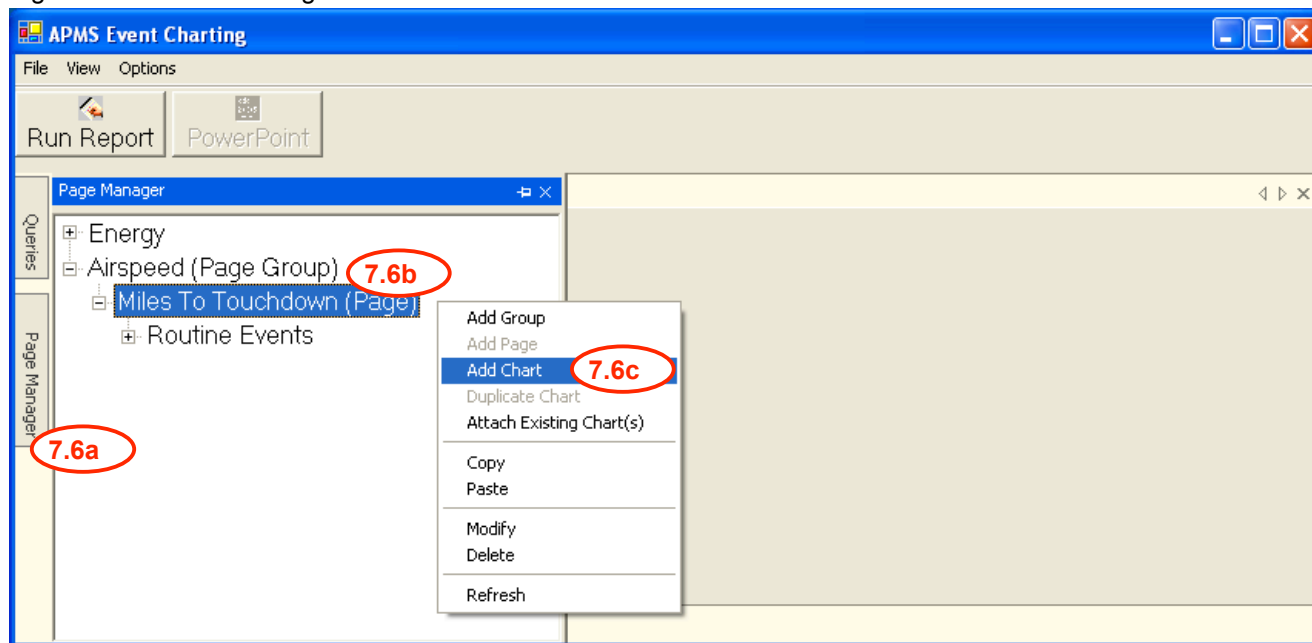 APMS Event Charting
File View Options
Run Report PowerPoint
Page Manager
Queries
Page Manager
Energy
Airspeed (Page Group) 7.6b
Miles To Touchdown (Page)
Routine Events
7.6a
Add Group
Add Page
Add Chart 7.6c
Duplicate Chart
Attach Existing Chart(s)
Copy
Paste
Modify
Delete
Refresh